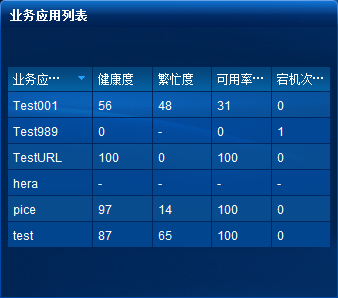 业务应用列表
业务应… 健康度 繁忙度 可用率… 宕机次…
Test001 56 48 31 0
Test989 0 - 0 1
TestURL 100 0 100 0
hera - - - -
pice 97 14 100 0
test 87 65 100 0